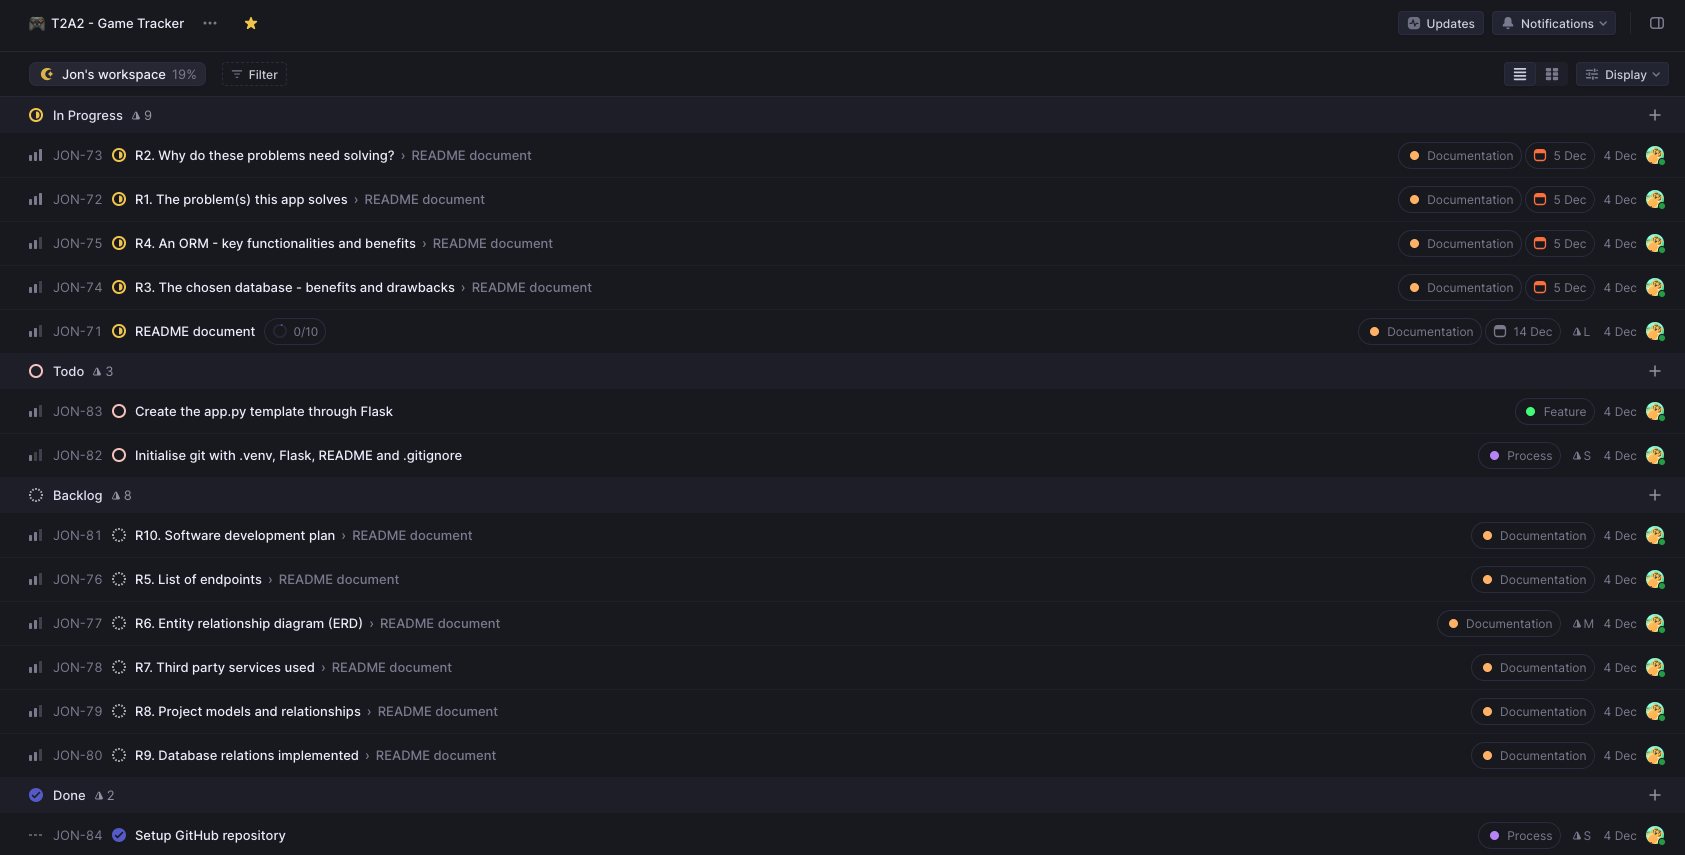 T2A2 - Game Tracker
Updates
Notifications
Jon's workspace 19%
Filter
Display
In Progress 9
JON-73 R2. Why do these problems need solving? › README document Documentation 5 Dec 4 Dec
JON-72 R1. The problem(s) this app solves › README document Documentation 5 Dec 4 Dec
JON-75 R4. An ORM - key functionalities and benefits › README document Documentation 5 Dec 4 Dec
JON-74 R3. The chosen database - benefits and drawbacks › README document Documentation 5 Dec 4 Dec
JON-71 README document 0/10 Documentation 14 Dec L 4 Dec
Todo 3
JON-83 Create the app.py template through Flask Feature 4 Dec
JON-82 Initialise git with .venv, Flask, README and .gitignore Process S 4 Dec
Backlog 8
JON-81 R10. Software development plan › README document Documentation 4 Dec
JON-76 R5. List of endpoints › README document Documentation 4 Dec
JON-77 R6. Entity relationship diagram (ERD) › README document Documentation M 4 Dec
JON-78 R7. Third party services used › README document Documentation 4 Dec
JON-79 R8. Project models and relationships › README document Documentation 4 Dec
JON-80 R9. Database relations implemented › README document Documentation 4 Dec
Done 2
JON-84 Setup GitHub repository Process S 4 Dec